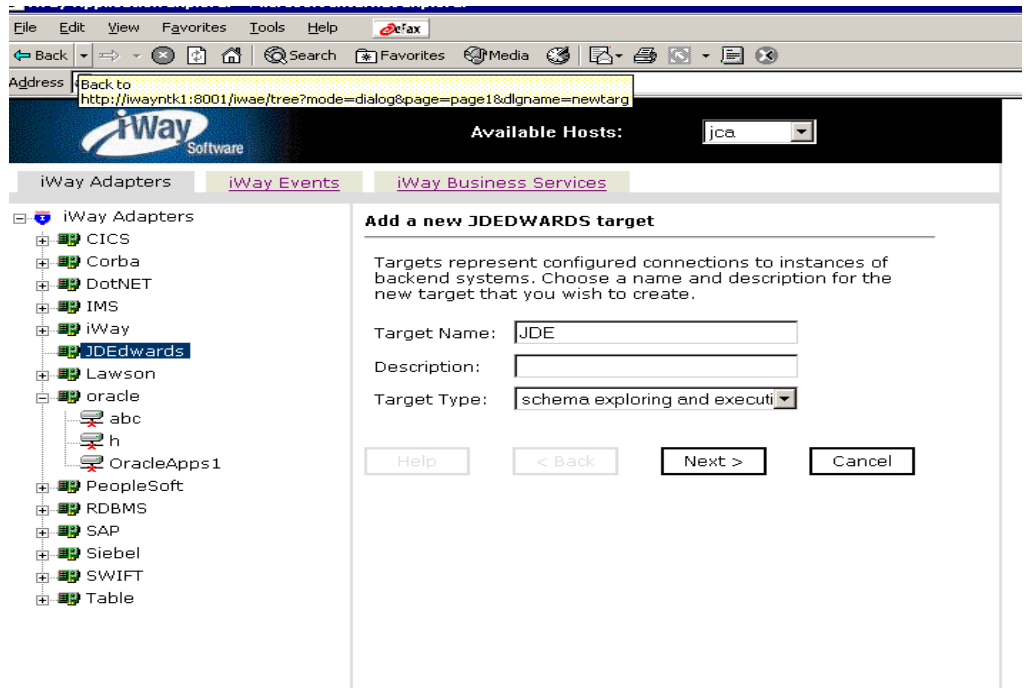 File Edit View Favorites Tools Help eFax
Back Search Favorites Media
Address
Back to
http://iwayntk1:8001/iwae/tree?mode=dialog&page=page1&dlgname=newtarg
iWay
Software
Available Hosts: jca
iWay Adapters iWay Events iWay Business Services
iWay Adapters
CICS
Corba
DotNET
IMS
iWay
JDEdwards
Lawson
oracle
abc
h
OracleApps1
PeopleSoft
RDBMS
SAP
Siebel
SWIFT
Table
Add a new JDEDWARDS target
Targets represent configured connections to instances of
backend systems. Choose a name and description for the
new target that you wish to create.
Target Name: JDE
Description:
Target Type: schema exploring and executi
Help < Back Next > Cancel